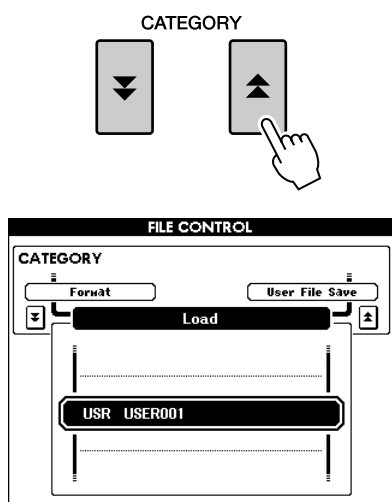 CATEGORY
FILE CONTROL
CATEGORY
Format User File Save
Load
USR USER001